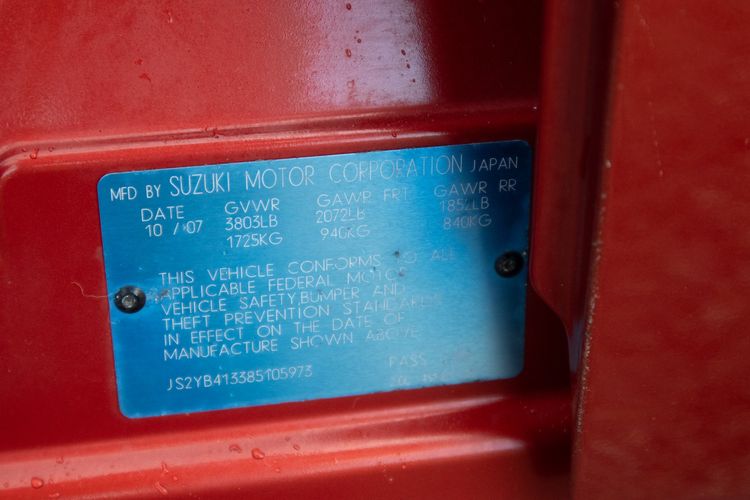 MFD BY SUZUKI MOTOR CORPORATION JAPAN
DATE GVWR GAWR FRT GAWR RR
10 / 07 3803LB 2072LB 1852LB
1725KG 940KG 840KG
THIS VEHICLE CONFORMS TO ALL
APPLICABLE FEDERAL MOTOR
VEHICLE SAFETY,BUMPER AND
THEFT PREVENTION STANDARDS
IN EFFECT ON THE DATE OF
MANUFACTURE SHOWN ABOVE
JS2YB413385105973 PASS